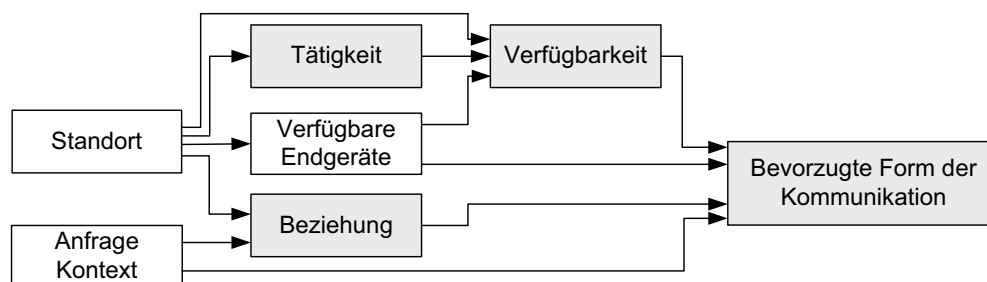 Tätigkeit
Verfügbarkeit
Standort
Verfügbare
Endgeräte
Bevorzugte Form der
Kommunikation
Beziehung
Anfrage
Kontext